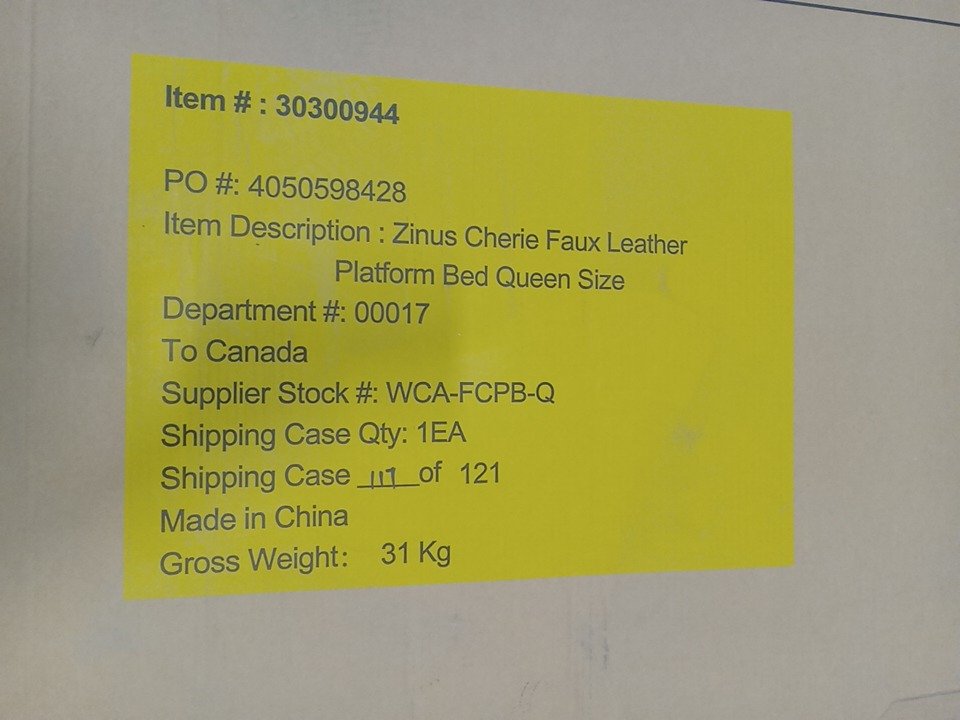 Item # : 30300944
PO #: 4050598428
Item Description : Zinus Cherie Faux Leather
Platform Bed Queen Size
Department #: 00017
To Canada
Supplier Stock #: WCA-FCPB-Q
Shipping Case Qty: 1EA
Shipping Case 117 of 121
Made in China
Gross Weight: 31 Kg